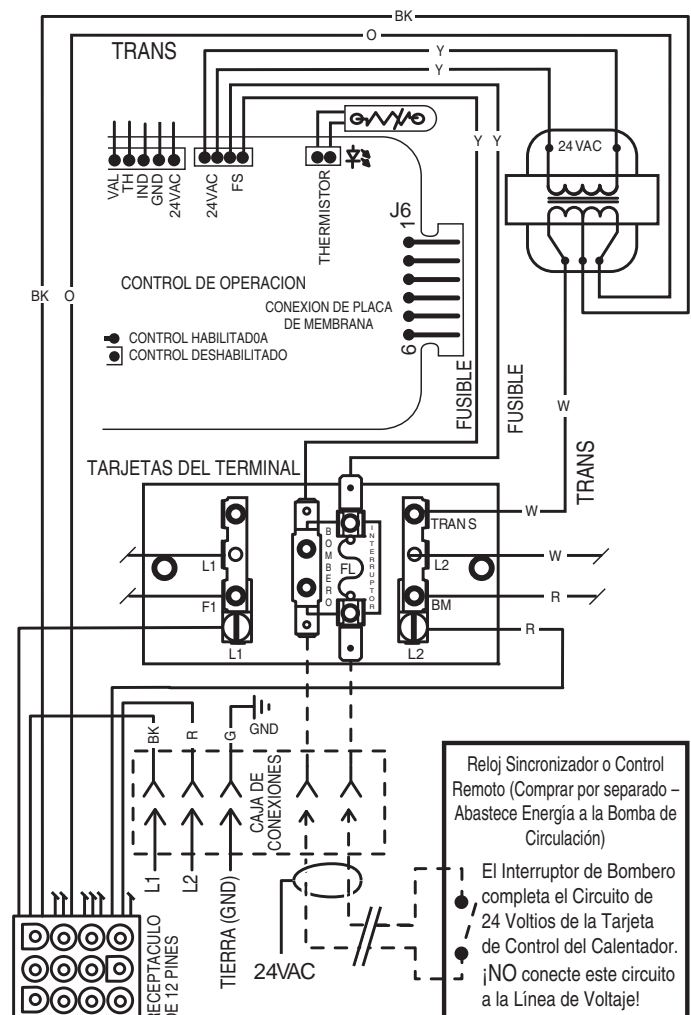 BK
O
TRANS
Y
Y
Y
Y
24 VAC
VAL
TH
IND
GND
24VAC
24VAC
FS
THERMISTOR
J6
1
6
CONTROL DE OPERACION
CONEXION DE PLACA
DE MEMBRANA
BK
O
CONTROL HABILITAD0A
CONTROL DESHABILITADO
FUSIBLE
FUSIBLE
W
TRANS
TARJETAS DEL TERMINAL
L1
F1
L1
BOMBERO
FL
INTERRUPTOR
TRANS
L2
BM
L2
W
W
R
R
BK
R
G
GND
CAJA DE
CONEXIONES
L1
L2
TIERRA (GND)
24VAC
RECEPTACULO
DE 12 PINES
Reloj Sincronizador o Control
Remoto (Comprar por separado –
Abastece Energía a la Bomba de
Circulación)
El Interruptor de Bombero
completa el Circuito de
24 Voltios de la Tarjeta
de Control del Calentador.
¡NO conecte este circuito
a la Línea de Voltaje!